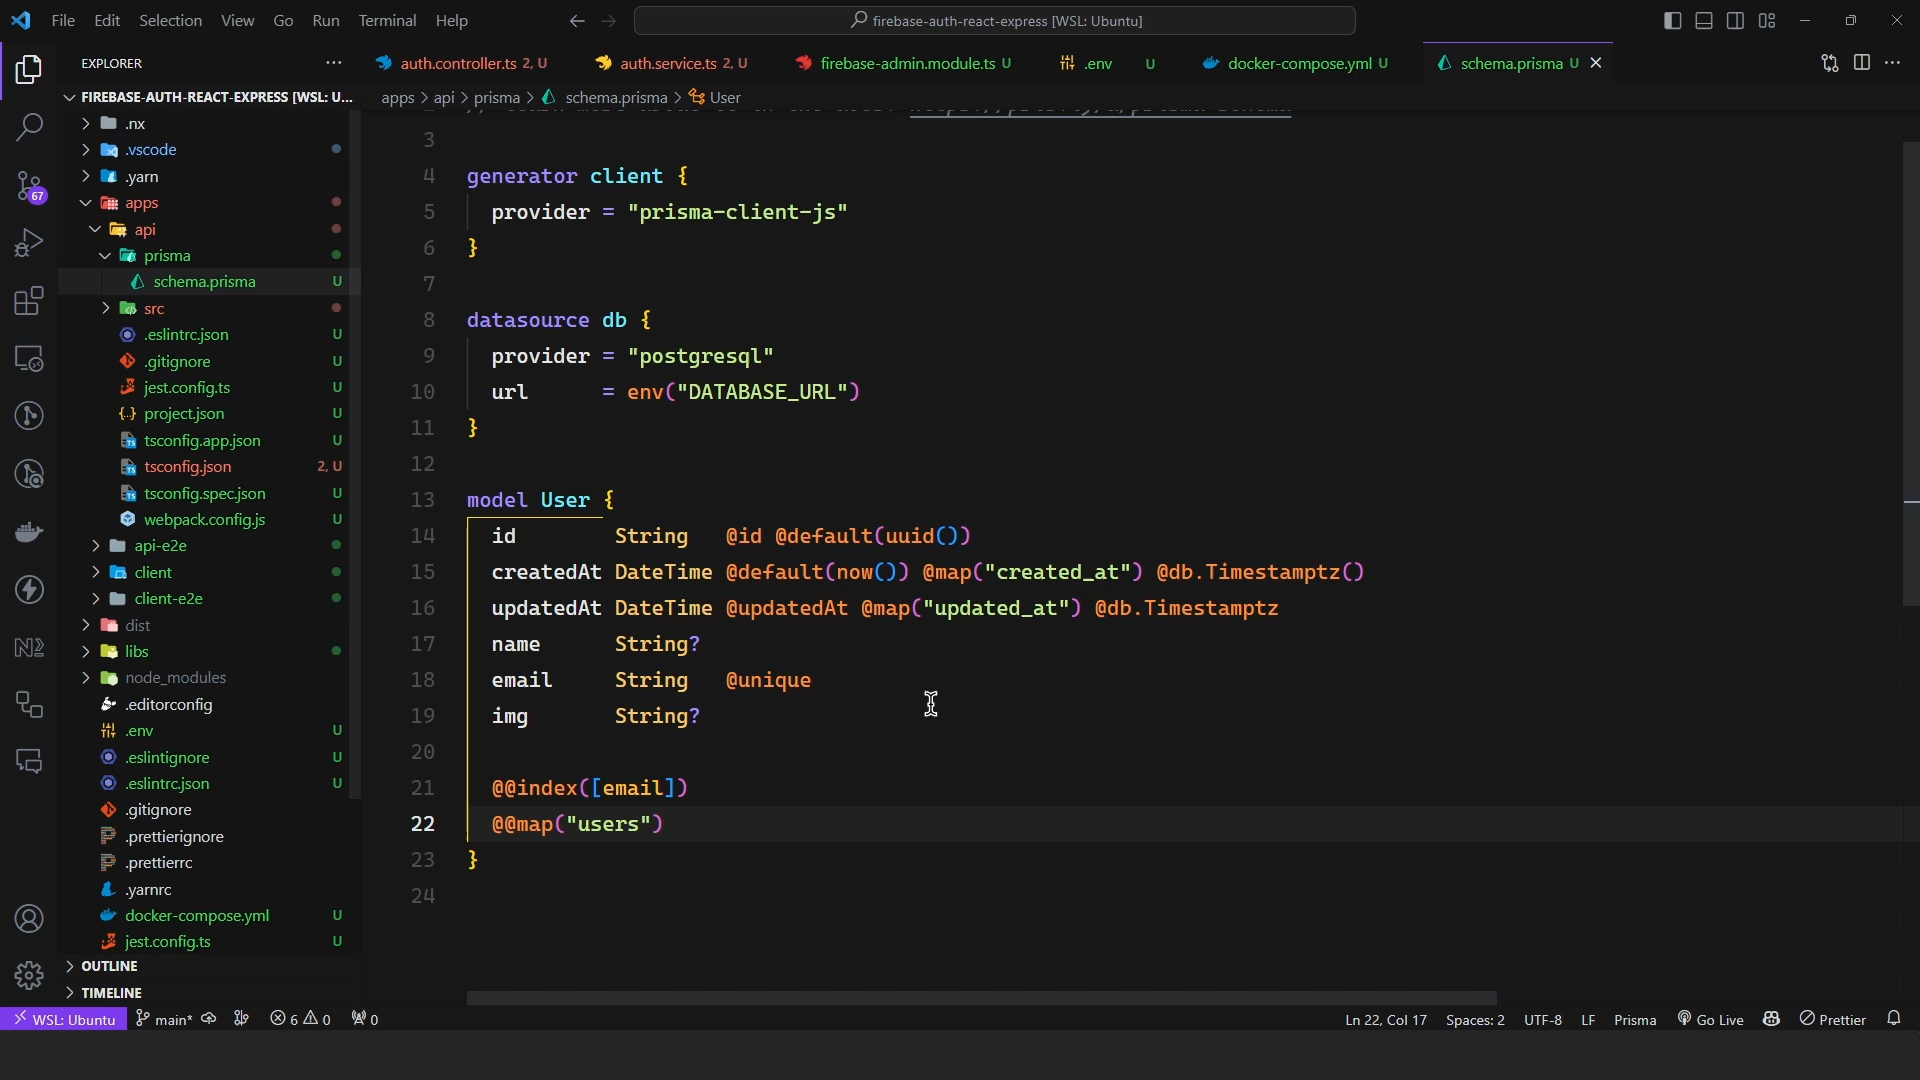 File Edit Selection View Go Run Terminal Help
firebase-auth-react-express [WSL: Ubuntu]
EXPLORER
auth.controller.ts 2, U
auth.service.ts 2, U
firebase-admin.module.ts U
.env U
docker-compose.yml U
schema.prisma U
FIREBASE-AUTH-REACT-EXPRESS [WSL: U...
apps > api > prisma > schema.prisma > User
.nx
.vscode
.yarn
apps
api
prisma
schema.prisma U
src
.eslintrc.json U
.gitignore U
jest.config.ts U
project.json U
tsconfig.app.json U
tsconfig.json 2, U
tsconfig.spec.json U
webpack.config.js U
api-e2e
client
client-e2e
dist
libs
node_modules
.editorconfig
.env U
.eslintignore U
.eslintrc.json U
.gitignore
.prettierignore
.prettierrc
.yarnrc
docker-compose.yml U
jest.config.ts U
OUTLINE
TIMELINE
67
3
4 generator client {
5 provider = "prisma-client-js"
6 }
7
8 datasource db {
9 provider = "postgresql"
10 url = env("DATABASE_URL")
11 }
12
13 model User {
14 id String @id @default(uuid())
15 createdAt DateTime @default(now()) @map("created_at") @db.Timestamptz()
16 updatedAt DateTime @updatedAt @map("updated_at") @db.Timestamptz
17 name String?
18 email String @unique
19 img String?
20
21 @@index([email])
22 @@map("users")
23 }
24
WSL: Ubuntu main* 6 0 0
Ln 22, Col 17 Spaces: 2 UTF-8 LF Prisma Go Live Prettier